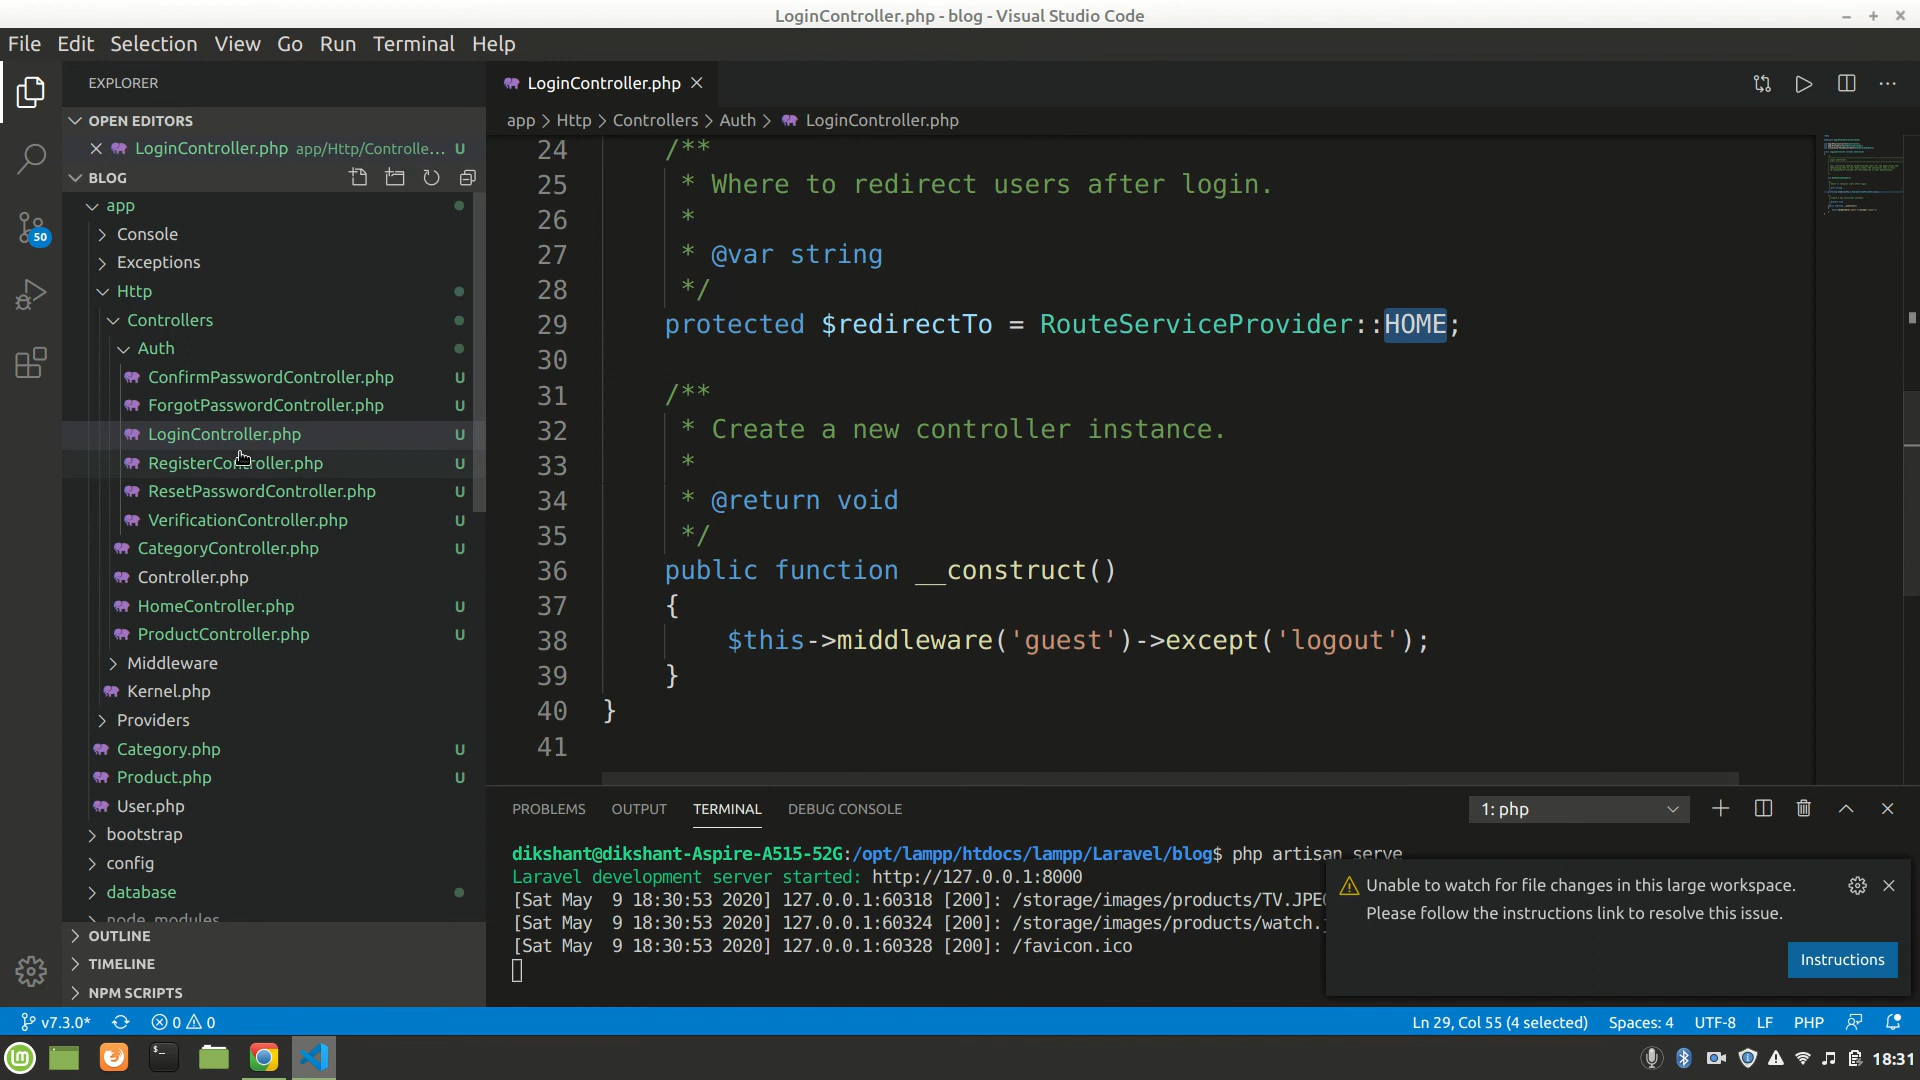 LoginController.php - blog - Visual Studio Code
File Edit Selection View Go Run Terminal Help
EXPLORER
OPEN EDITORS
LoginController.php app/Http/Controlle... U
BLOG
app
Console
Exceptions
Http
Controllers
Auth
ConfirmPasswordController.php U
ForgotPasswordController.php U
LoginController.php U
RegisterController.php U
ResetPasswordController.php U
VerificationController.php U
CategoryController.php U
Controller.php
HomeController.php U
ProductController.php U
Middleware
Kernel.php
Providers
Category.php U
Product.php U
User.php
bootstrap
config
database
node_modules
OUTLINE
TIMELINE
NPM SCRIPTS
50
LoginController.php
app > Http > Controllers > Auth > LoginController.php
24 /**
25 * Where to redirect users after login.
26 *
27 * @var string
28 */
29 protected $redirectTo = RouteServiceProvider::HOME;
30
31 /**
32 * Create a new controller instance.
33 *
34 * @return void
35 */
36 public function __construct()
37 {
38 $this->middleware('guest')->except('logout');
39 }
40 }
41
PROBLEMS OUTPUT TERMINAL DEBUG CONSOLE 1: php
dikshant@dikshant-Aspire-A515-52G:/opt/lampp/htdocs/lampp/Laravel/blog$ php artisan serve
Laravel development server started: http://127.0.0.1:8000
[Sat May  9 18:30:53 2020] 127.0.0.1:60318 [200]: /storage/images/products/TV.JPE
[Sat May  9 18:30:53 2020] 127.0.0.1:60324 [200]: /storage/images/products/watch.
[Sat May  9 18:30:53 2020] 127.0.0.1:60328 [200]: /favicon.ico
Unable to watch for file changes in this large workspace.
Please follow the instructions link to resolve this issue.
Instructions
v7.3.0* 0 0 Ln 29, Col 55 (4 selected) Spaces: 4 UTF-8 LF PHP
18:31